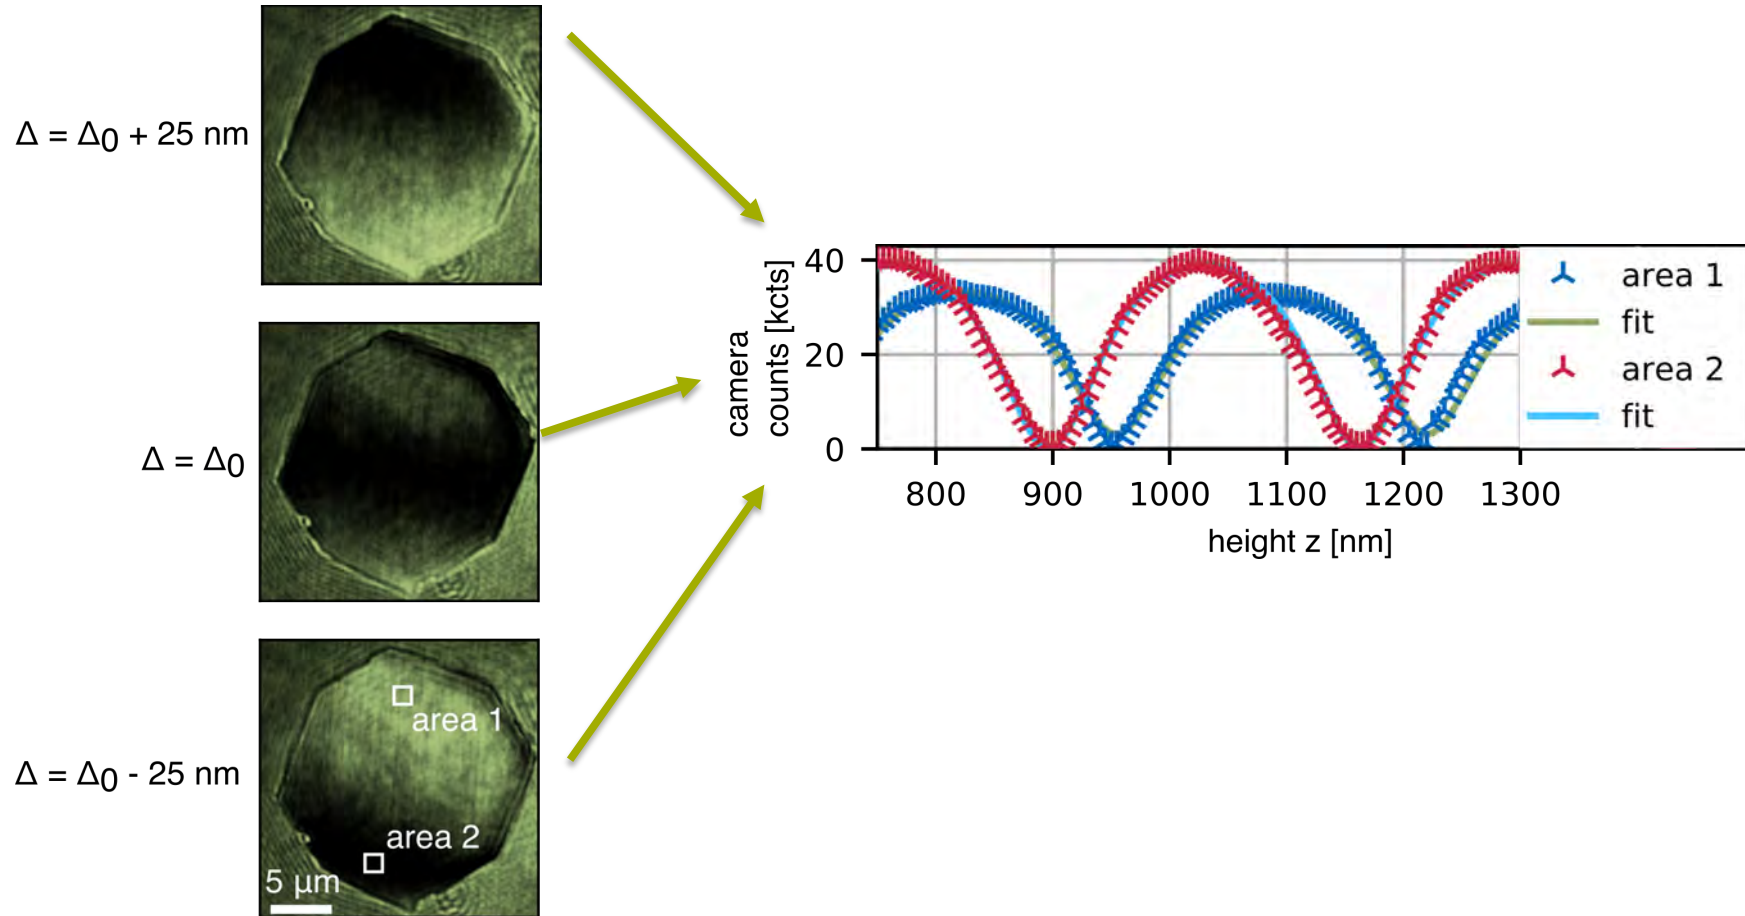 Δ = Δ0 + 25 nm
Δ = Δ0
Δ = Δ0 - 25 nm
area 1
area 2
5 μm
camera
counts [kcts]
40
20
0
800 900 1000 1100 1200 1300
height z [nm]
area 1
fit
area 2
fit